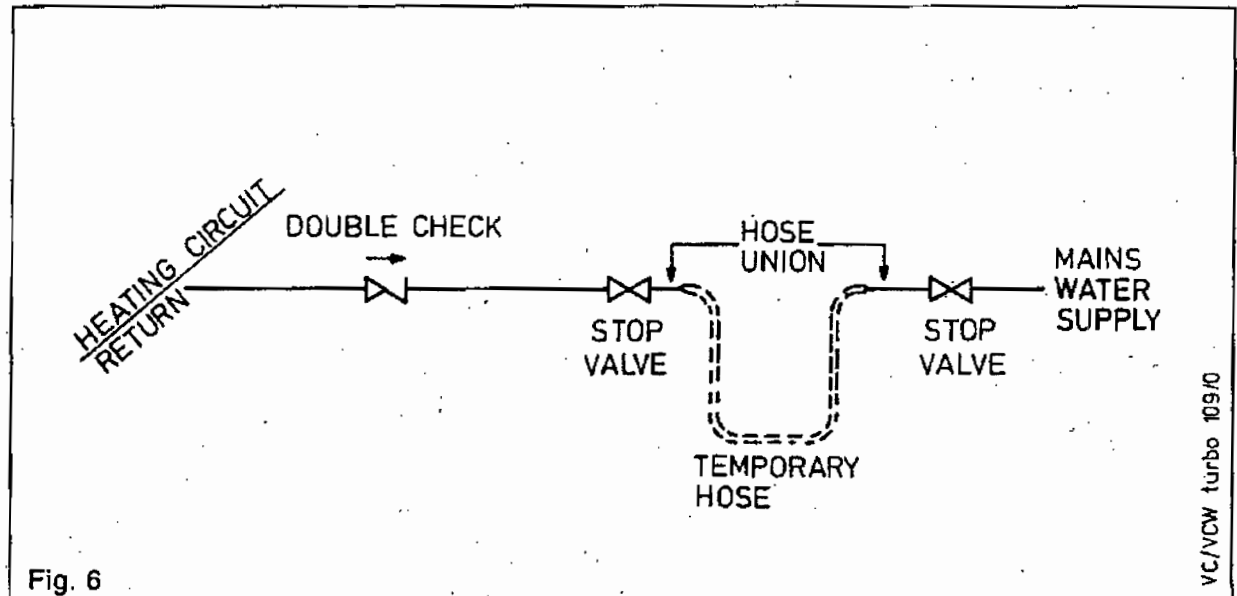 HEATING CIRCUIT
RETURN
DOUBLE CHECK
STOP
VALVE
HOSE
UNION
TEMPORARY
HOSE
STOP
VALVE
MAINS
WATER
SUPPLY
VC/VCW turbo 109/0
Fig. 6